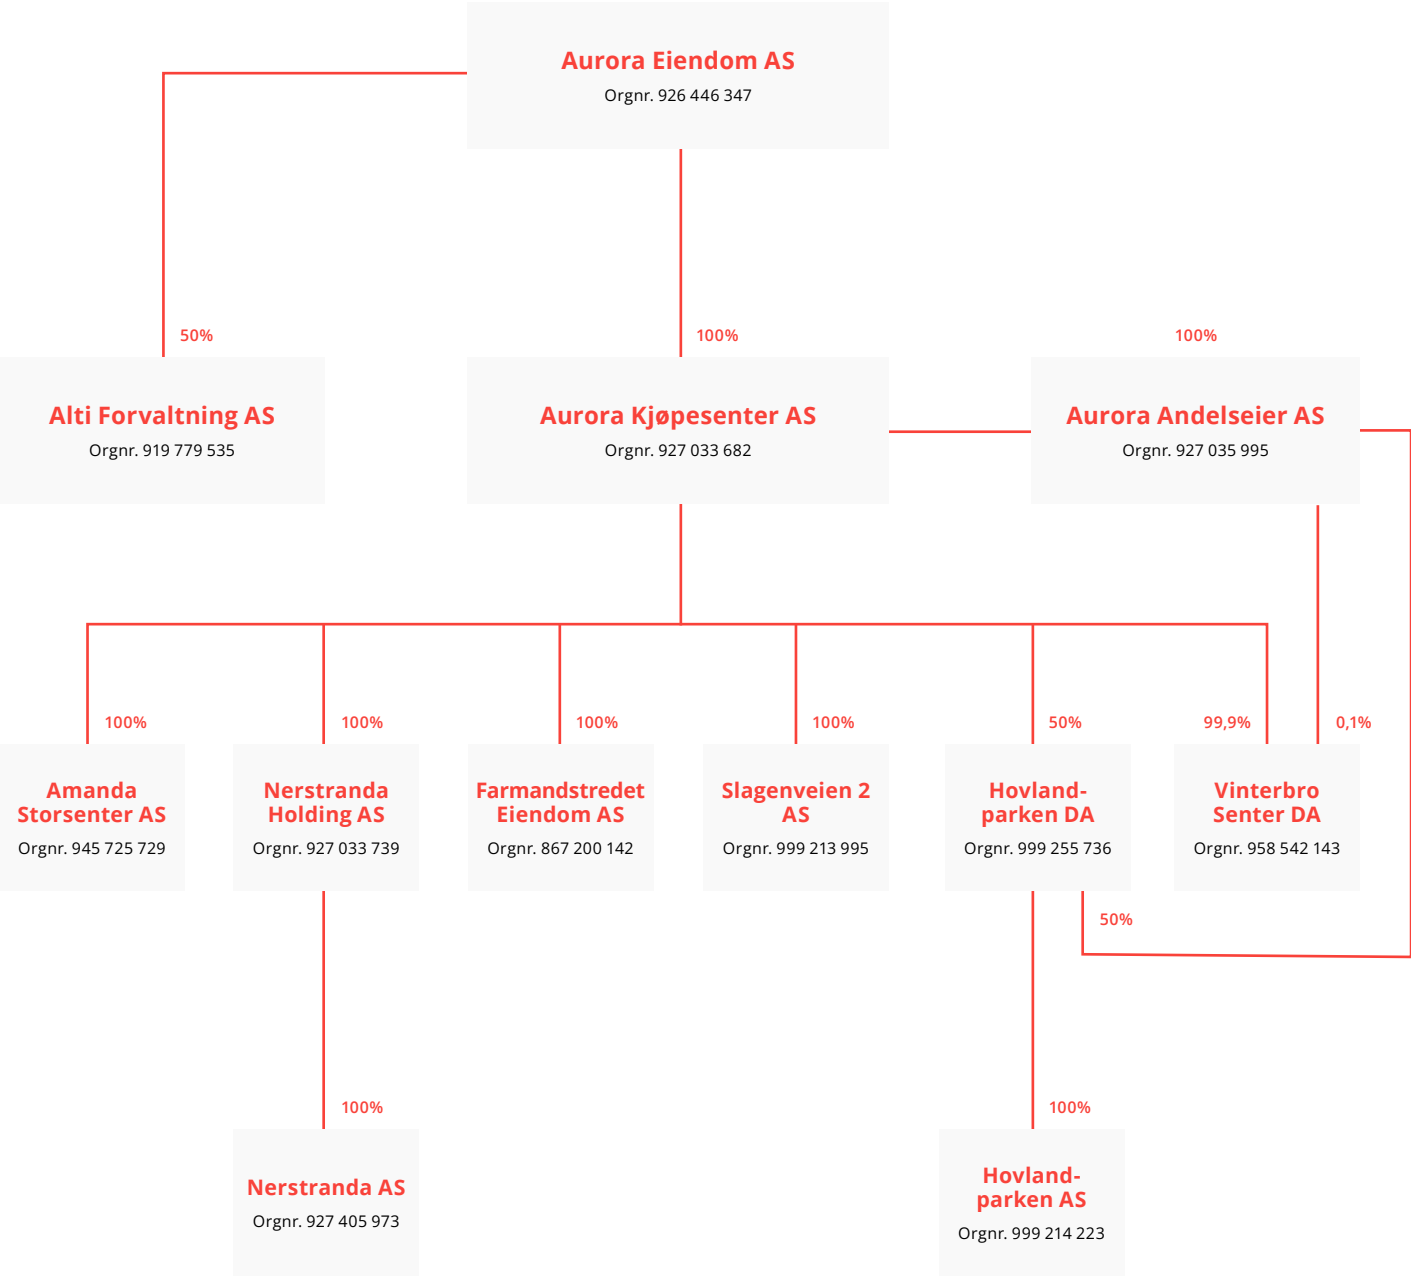 Aurora Eiendom AS
Orgnr. 926 446 347
50%
100%
100%
Alti Forvaltning AS
Orgnr. 919 779 535
Aurora Kjøpesenter AS
Orgnr. 927 033 682
Aurora Andelseier AS
Orgnr. 927 035 995
100%
100%
100%
100%
50%
99,9%
0,1%
Amanda
Storsenter AS
Orgnr. 945 725 729
Nerstranda
Holding AS
Orgnr. 927 033 739
Farmandstredet
Eiendom AS
Orgnr. 867 200 142
Slagenveien 2
AS
Orgnr. 999 213 995
Hovland-
parken DA
Orgnr. 999 255 736
Vinterbro
Senter DA
Orgnr. 958 542 143
50%
100%
100%
Nerstranda AS
Orgnr. 927 405 973
Hovland-
parken AS
Orgnr. 999 214 223